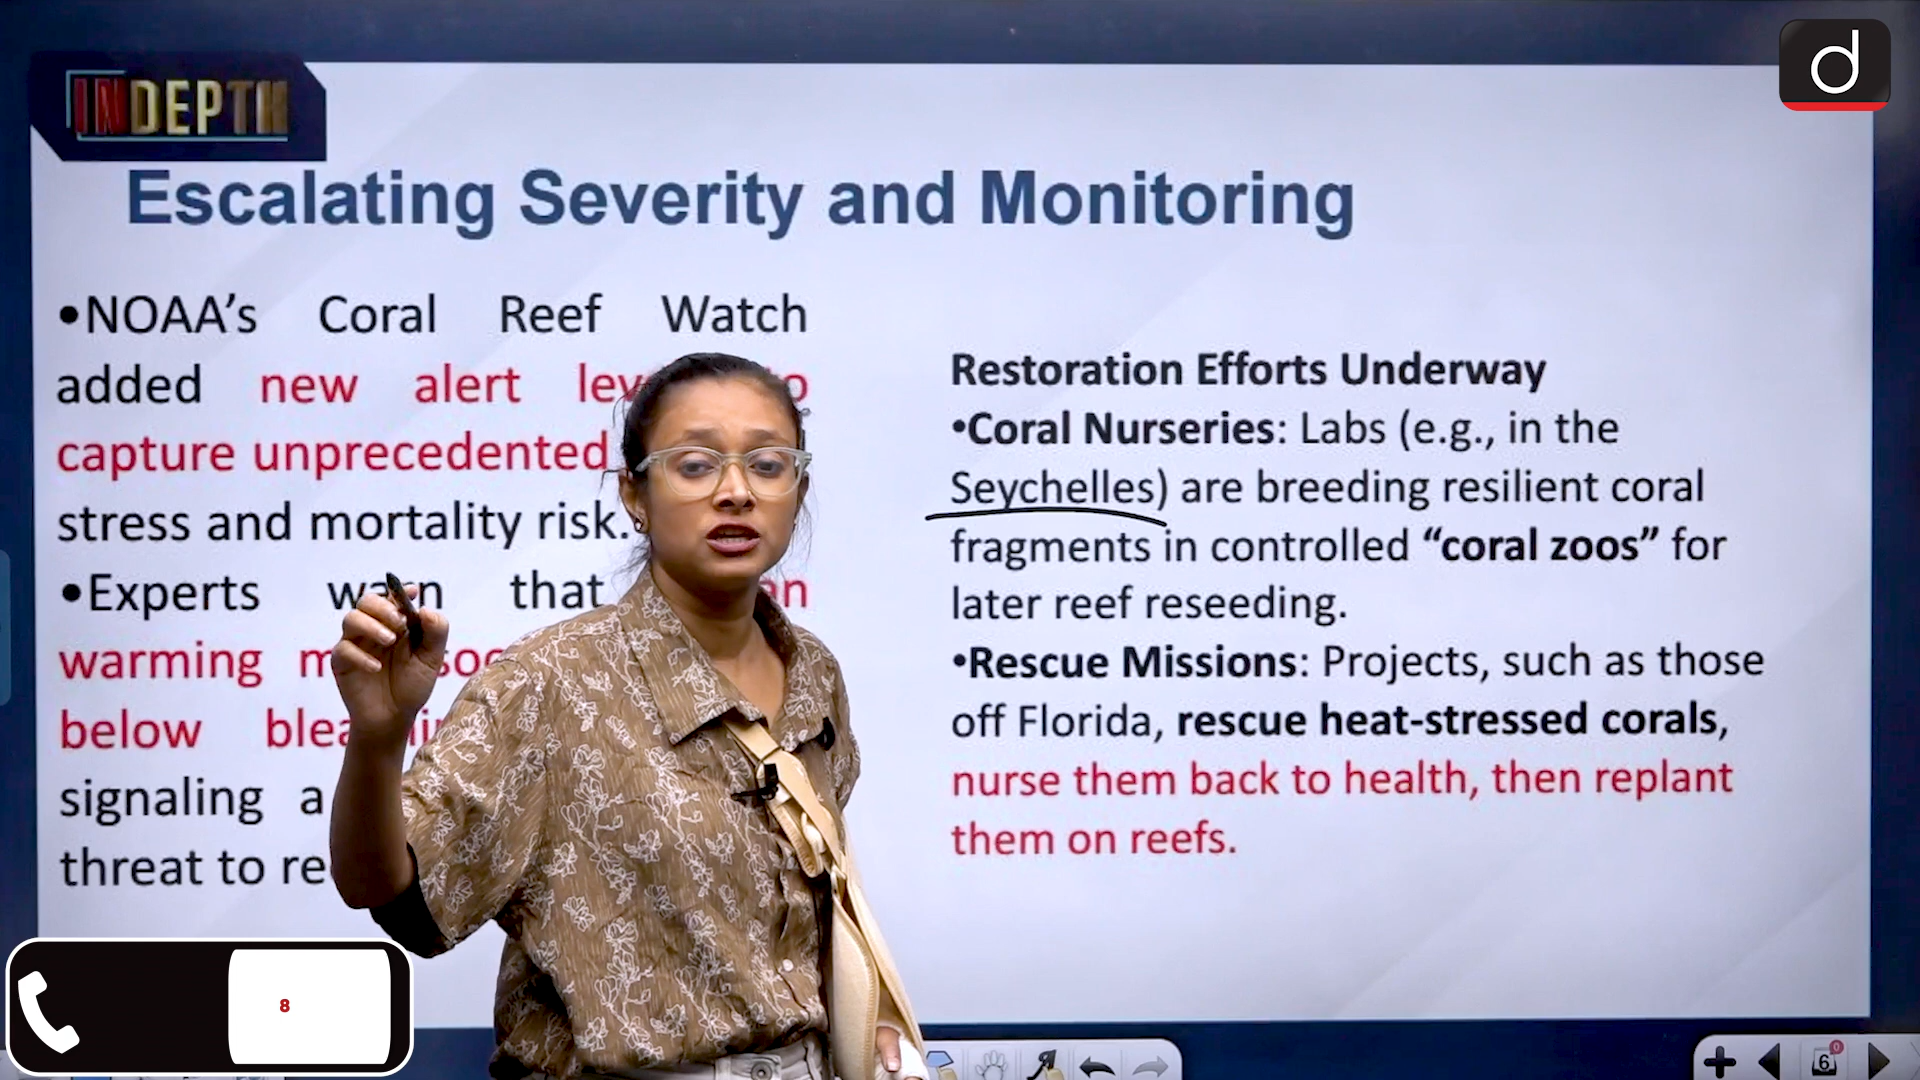 INDEPTH
d
Escalating Severity and Monitoring
•NOAA’s Coral Reef Watch
added new alert
capture unprecedented
stress and mortality risk.
•Experts warn that
warming
below
signaling a
threat to
Restoration Efforts Underway
•Coral Nurseries: Labs (e.g., in the
Seychelles) are breeding resilient coral
fragments in controlled “coral zoos” for
later reef reseeding.
•Rescue Missions: Projects, such as those
off Florida, rescue heat-stressed corals,
nurse them back to health, then replant
them on reefs.
8
6
0